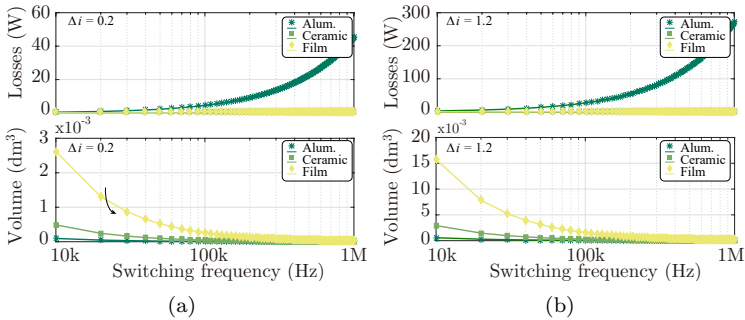 Δi = 0.2
Alum.
Ceramic
Film
Losses (W)
60
40
20
0
x10⁻³
Δi = 0.2
Alum.
Ceramic
Film
Volume (dm³)
3
2
1
0
10k 100k 1M
Switching frequency (Hz)
(a)
Δi = 1.2
Alum.
Ceramic
Film
Losses (W)
300
200
100
0
x10⁻³
Δi = 1.2
Alum.
Ceramic
Film
Volume (dm³)
20
15
10
5
0
10k 100k 1M
Switching frequency (Hz)
(b)